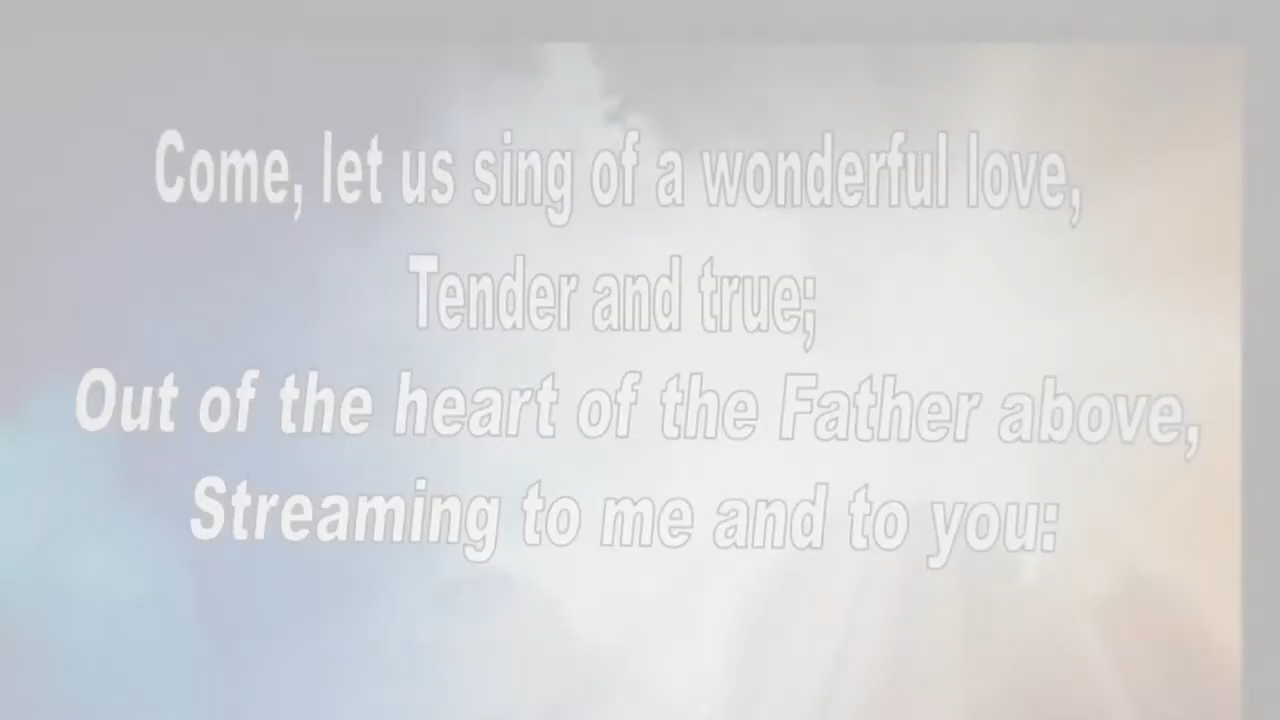 Come, let us sing of a wonderful love,
Tender and true;
Out of the heart of the Father above,
Streaming to me and to you: